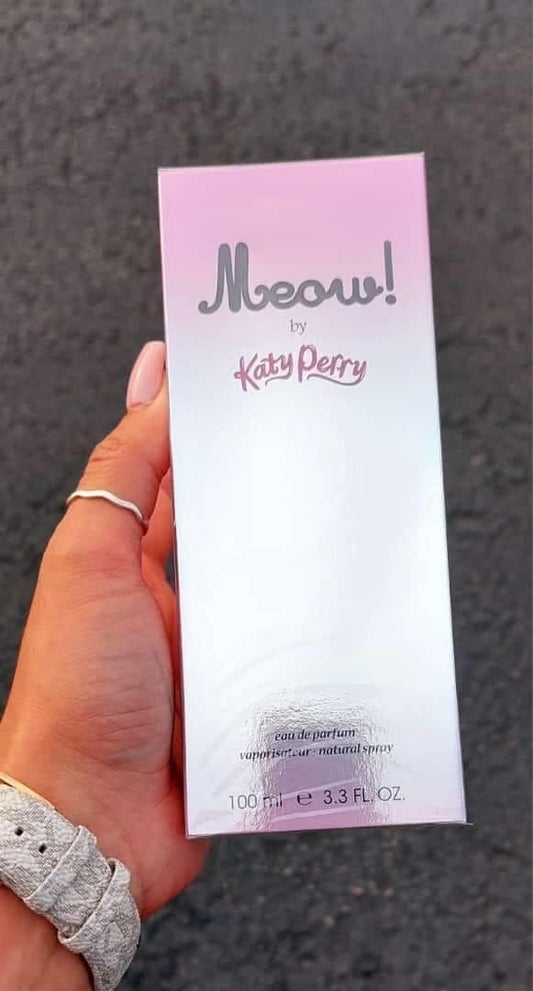 Meow!
by
Katy Perry
eau de parfum
vaporisateur - natural spray
100 ml ℮ 3.3 FL. OZ.